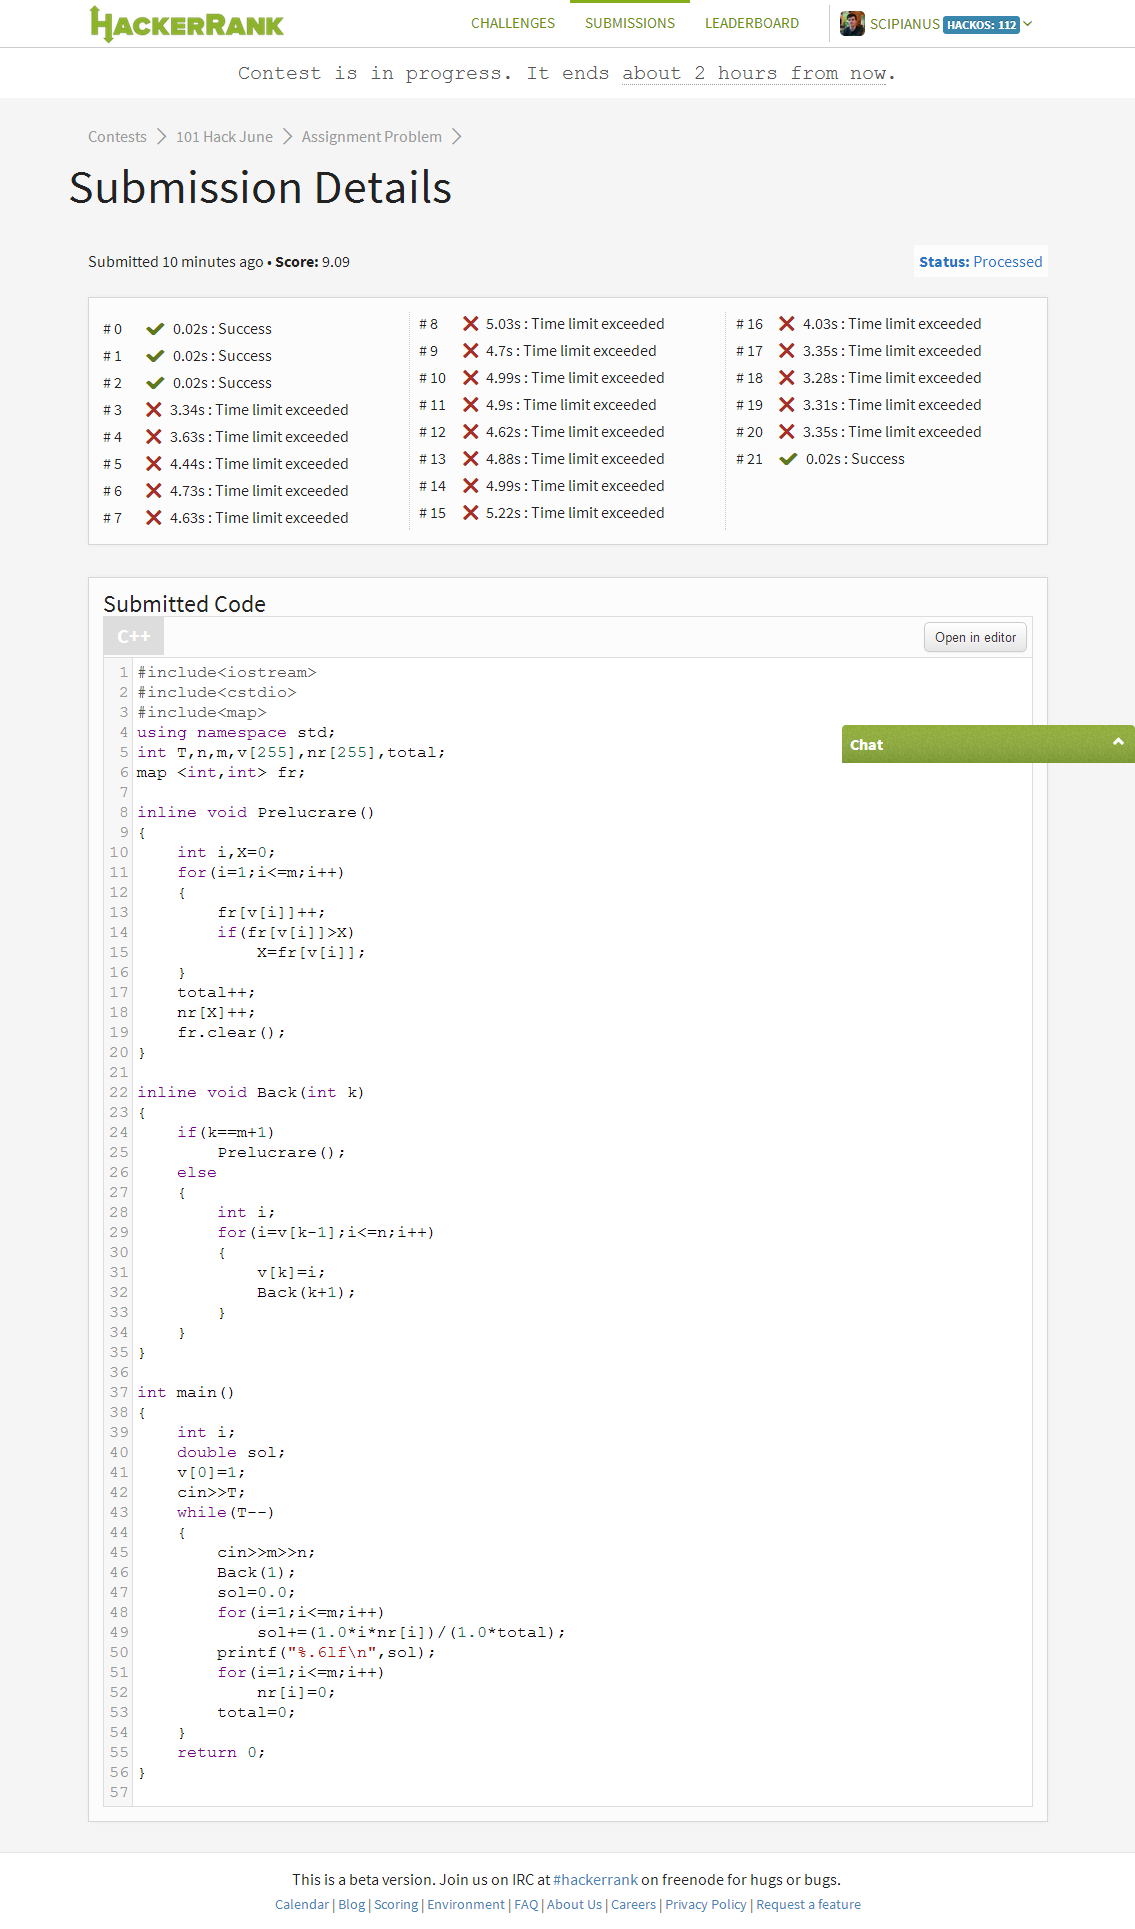 HACKERRANK
CHALLENGES SUBMISSIONS LEADERBOARD SCIPIANUS HACKOS: 112
Contest is in progress. It ends about 2 hours from now.
Contests > 101 Hack June > Assignment Problem >
Submission Details
Submitted 10 minutes ago • Score: 9.09
Status: Processed
# 0 0.02s : Success
# 1 0.02s : Success
# 2 0.02s : Success
# 3 3.34s : Time limit exceeded
# 4 3.63s : Time limit exceeded
# 5 4.44s : Time limit exceeded
# 6 4.73s : Time limit exceeded
# 7 4.63s : Time limit exceeded
# 8 5.03s : Time limit exceeded
# 9 4.7s : Time limit exceeded
# 10 4.99s : Time limit exceeded
# 11 4.9s : Time limit exceeded
# 12 4.62s : Time limit exceeded
# 13 4.88s : Time limit exceeded
# 14 4.99s : Time limit exceeded
# 15 5.22s : Time limit exceeded
# 16 4.03s : Time limit exceeded
# 17 3.35s : Time limit exceeded
# 18 3.28s : Time limit exceeded
# 19 3.31s : Time limit exceeded
# 20 3.35s : Time limit exceeded
# 21 0.02s : Success
Submitted Code
C++
Open in editor
1 #include<iostream>
2 #include<cstdio>
3 #include<map>
4 using namespace std;
5 int T,n,m,v[255],nr[255],total;
Chat
6 map <int,int> fr;
7
8 inline void Prelucrare()
9 {
10     int i,X=0;
11     for(i=1;i<=m;i++)
12     {
13         fr[v[i]]++;
14         if(fr[v[i]]>X)
15             X=fr[v[i]];
16     }
17     total++;
18     nr[X]++;
19     fr.clear();
20 }
21
22 inline void Back(int k)
23 {
24     if(k==m+1)
25         Prelucrare();
26     else
27     {
28         int i;
29         for(i=v[k-1];i<=n;i++)
30         {
31             v[k]=i;
32             Back(k+1);
33         }
34     }
35 }
36
37 int main()
38 {
39     int i;
40     double sol;
41     v[0]=1;
42     cin>>T;
43     while(T--)
44     {
45         cin>>m>>n;
46         Back(1);
47         sol=0.0;
48         for(i=1;i<=m;i++)
49             sol+=(1.0*i*nr[i])/(1.0*total);
50         printf("%.6lf\n",sol);
51         for(i=1;i<=m;i++)
52             nr[i]=0;
53         total=0;
54     }
55     return 0;
56 }
57
This is a beta version. Join us on IRC at #hackerrank on freenode for hugs or bugs.
Calendar | Blog | Scoring | Environment | FAQ | About Us | Careers | Privacy Policy | Request a feature